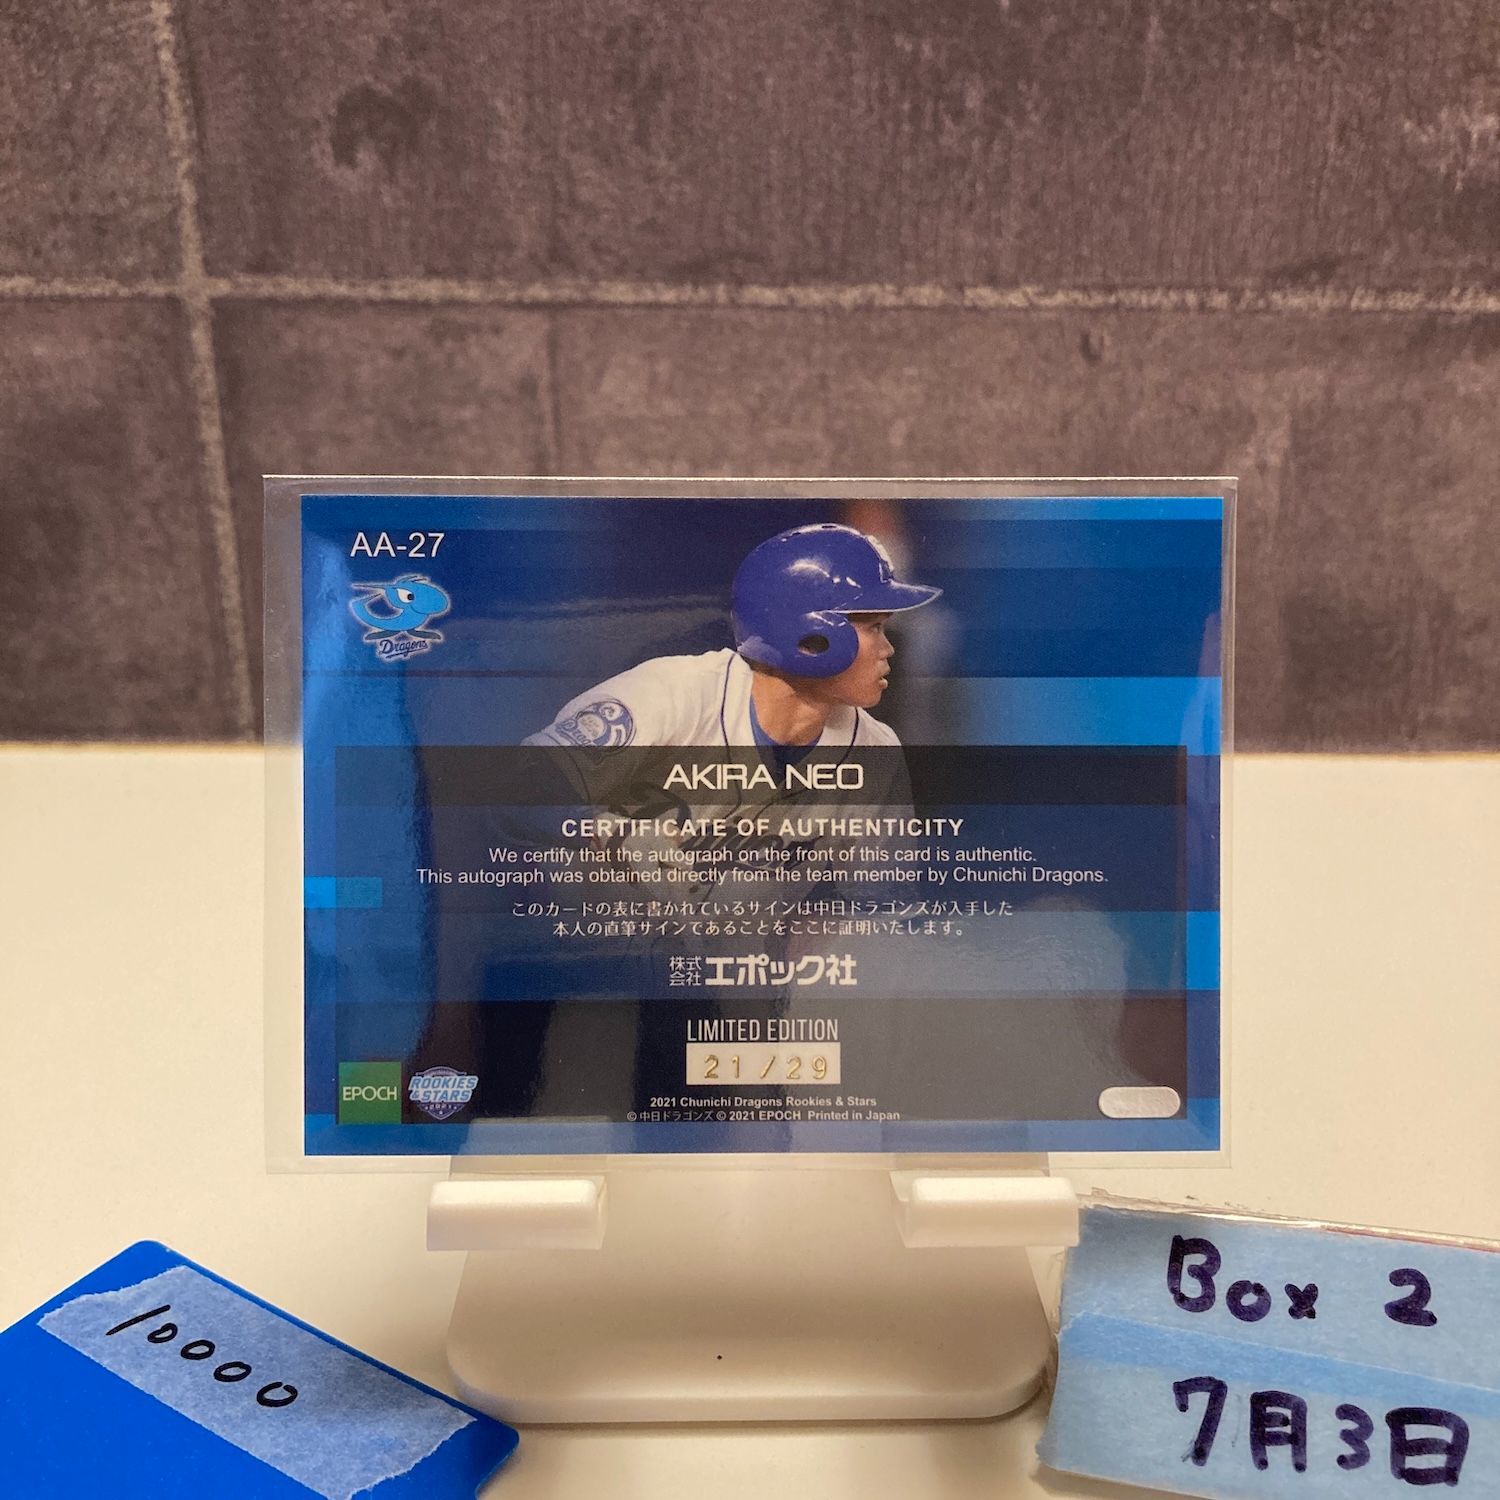 AA-27
Dragons
AKIRA NEO
CERTIFICATE OF AUTHENTICITY
We certify that the autograph on the front of this card is authentic.
This autograph was obtained directly from the team member by Chunichi Dragons.
このカードの表に書かれているサインは中日ドラゴンズが入手した
本人の直筆サインであることをここに証明いたします。
株式会社エポック社
LIMITED EDITION
21/29
EPOCH
ROOKIES
& STARS
2021
2021 Chunichi Dragons Rookies & Stars
© 中日ドラゴンズ © 2021 EPOCH Printed in Japan
10000
Box 2
7月3日